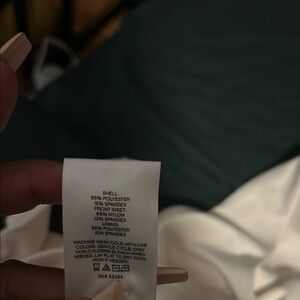 SHELL:
85% POLYESTER
15% SPANDEX
FRONT INSET:
88% NYLON
12% SPANDEX
LINING:
85% POLYESTER
15% SPANDEX
MACHINE WASH COLD WITH LIKE
COLORS, GENTLE CYCLE, ONLY
NON-CHLORINE BLEACH WHEN
NEEDED, LAY FLAT TO DRY, COOL
IRON IF NEEDED.